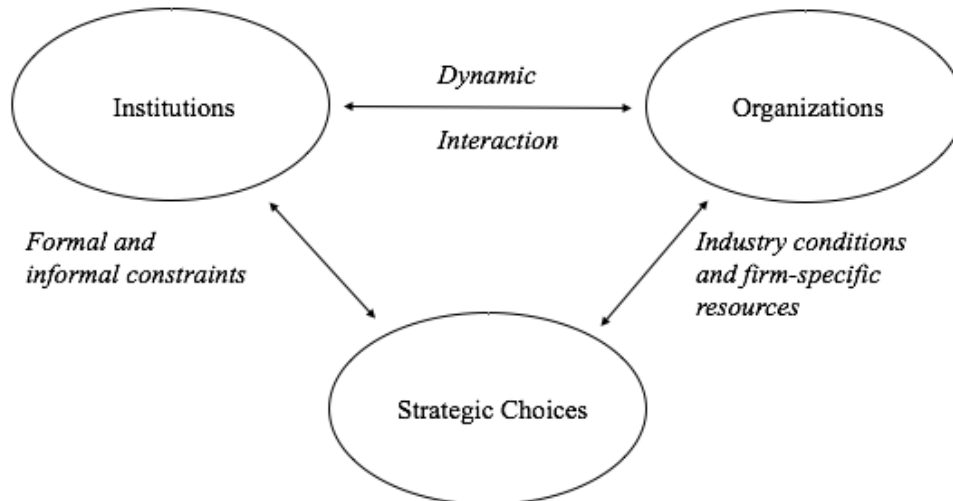 Dynamic
Institutions
Organizations
Interaction
Formal and
informal constraints
Industry conditions
and firm-specific
resources
Strategic Choices